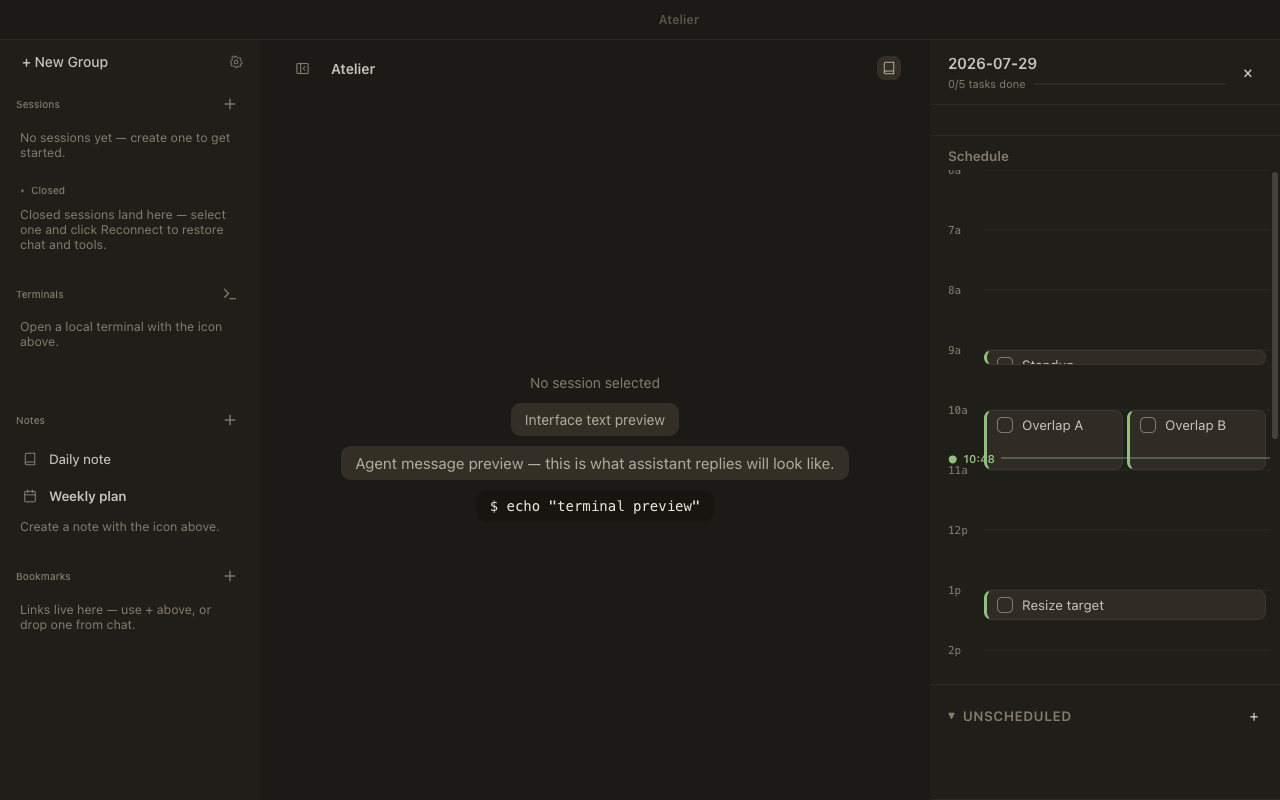 Atelier
+ New Group
Sessions
No sessions yet — create one to get
started.
Closed
Closed sessions land here — select
one and click Reconnect to restore
chat and tools.
Terminals
Open a local terminal with the icon
above.
Notes
Daily note
Weekly plan
Create a note with the icon above.
Bookmarks
Links live here — use + above, or
drop one from chat.
Atelier
No session selected
Interface text preview
Agent message preview — this is what assistant replies will look like.
$ echo "terminal preview"
2026-07-29
0/5 tasks done
Schedule
6a
7a
8a
9a
Standup
10a
Overlap A
Overlap B
10:48
11a
12p
1p
Resize target
2p
UNSCHEDULED